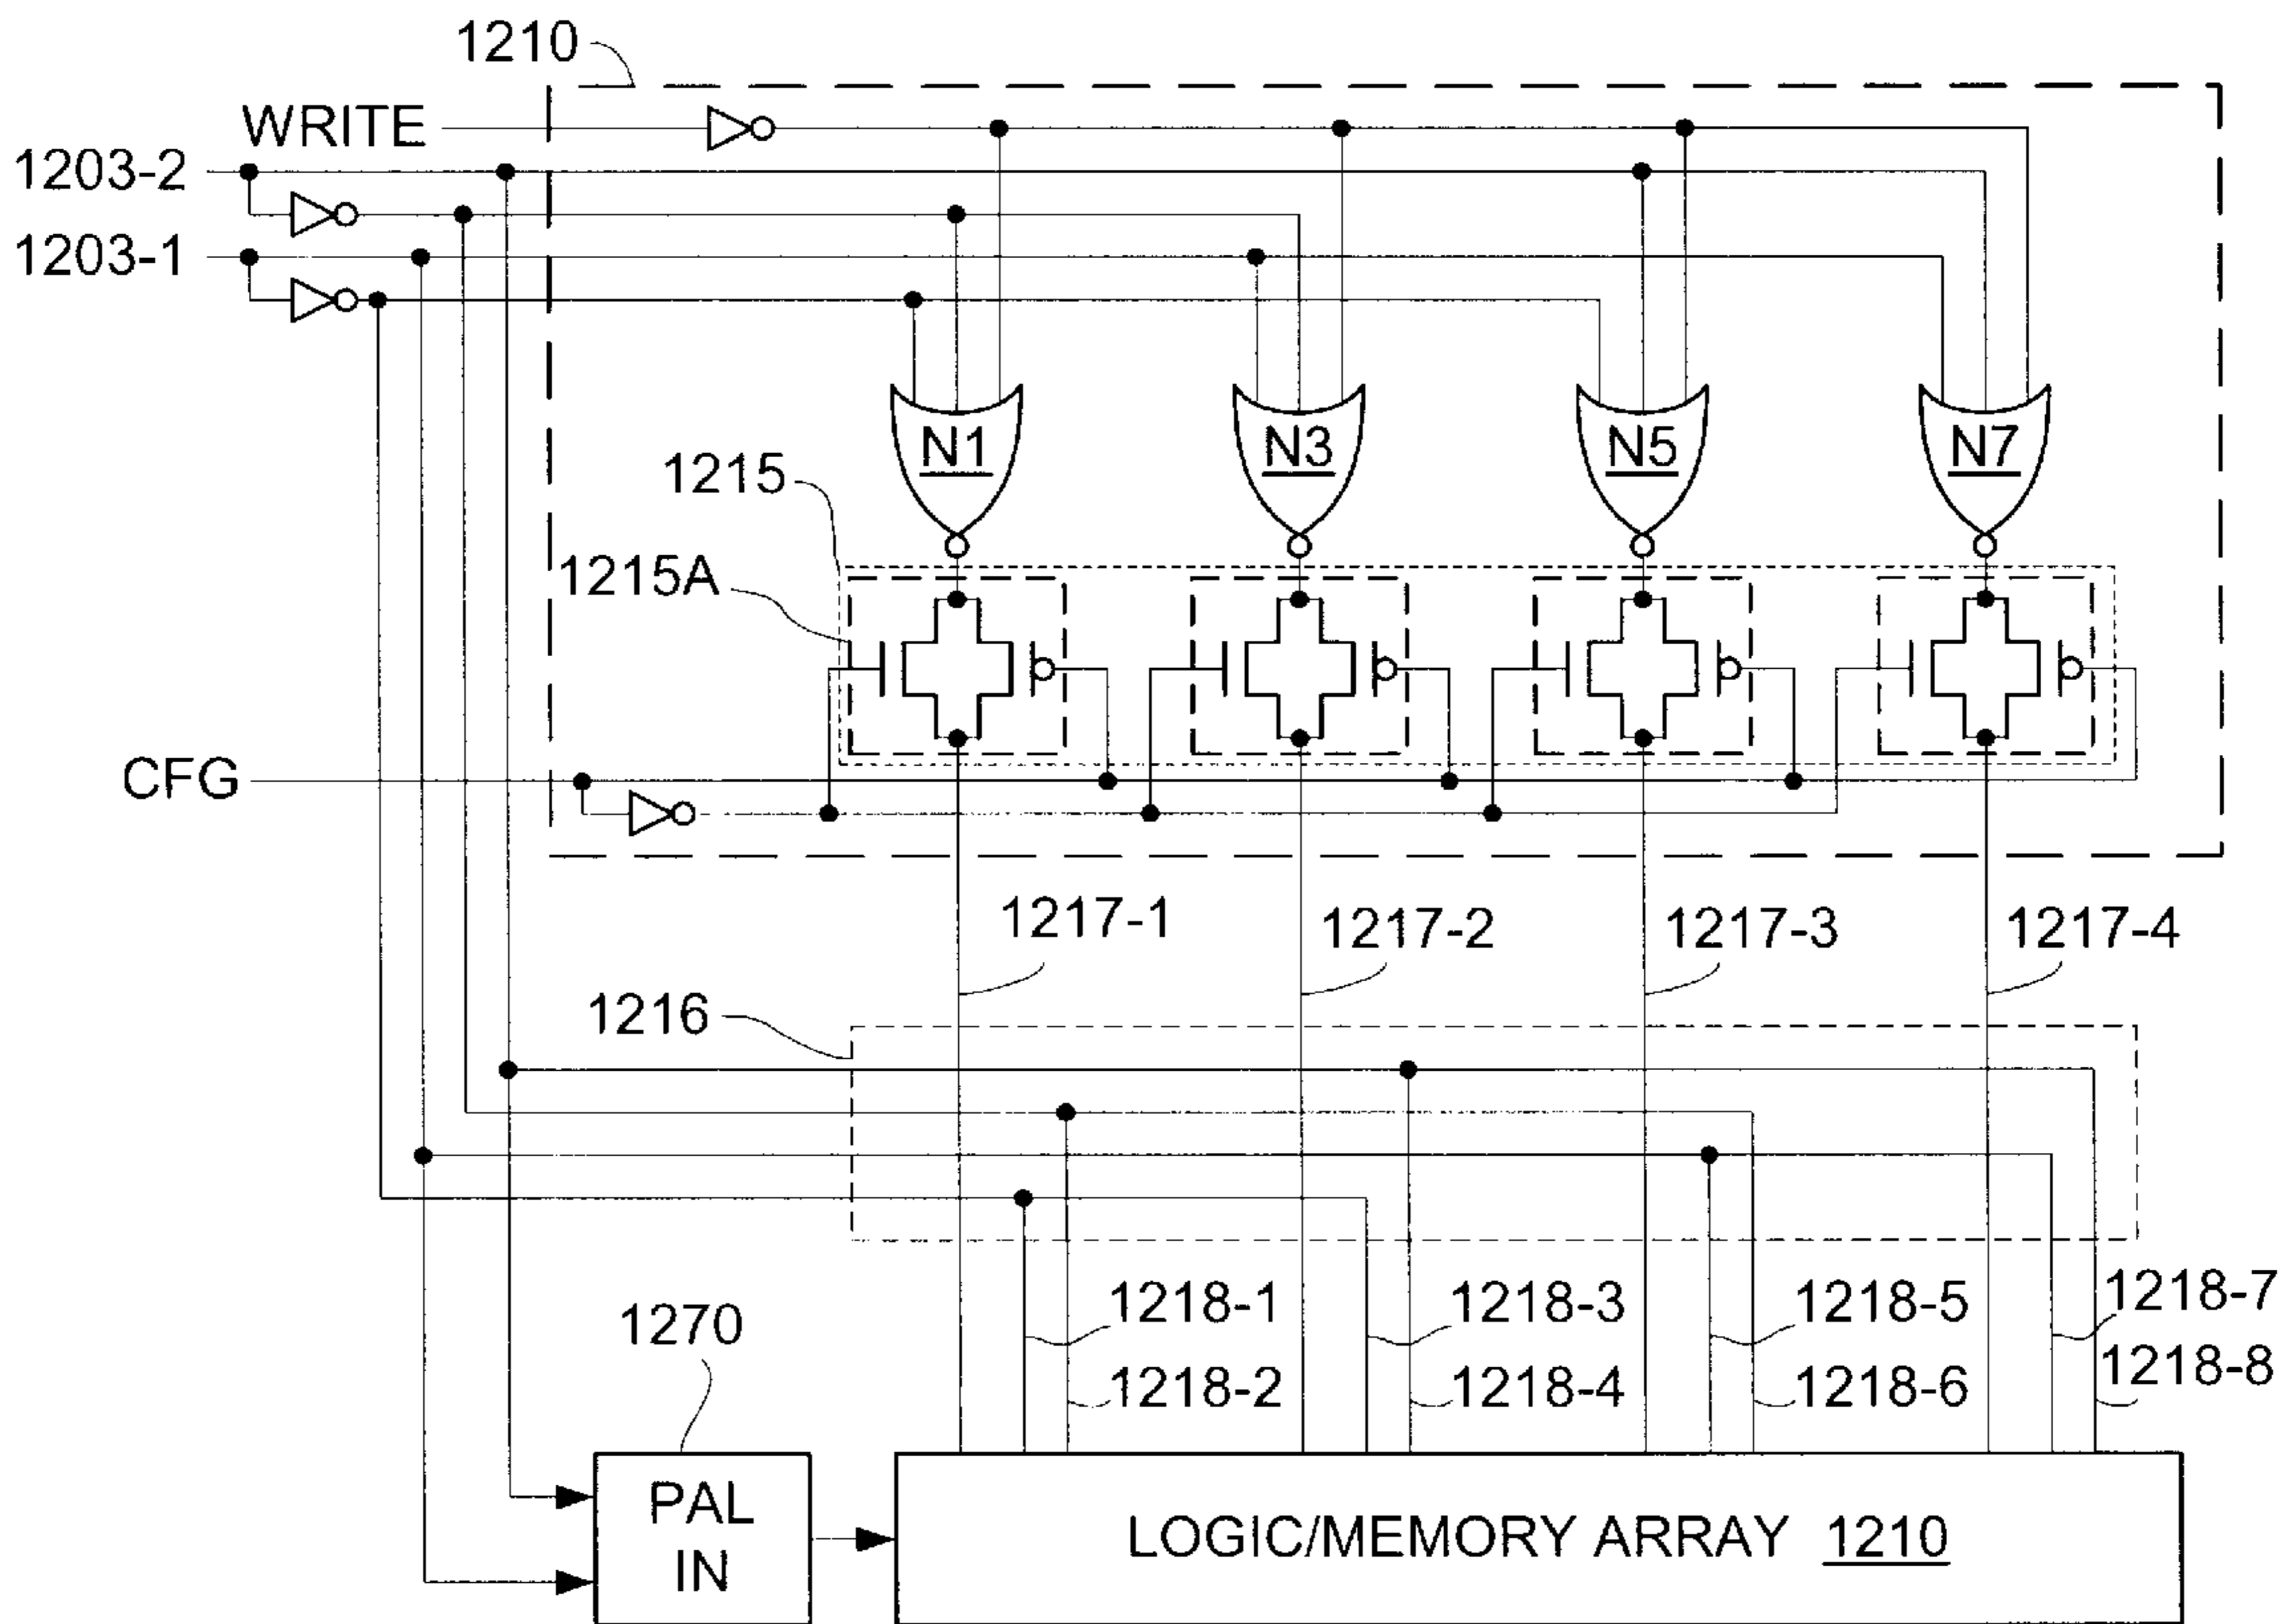 1210
WRITE
1203-2
1203-1
N1 N3 N5 N7
1215
1215A
CFG
1217-1 1217-2 1217-3 1217-4
1216
1218-1 1218-3 1218-5 1218-7
1270
1218-2 1218-4 1218-6 1218-8
PAL
IN
LOGIC/MEMORY ARRAY 1210